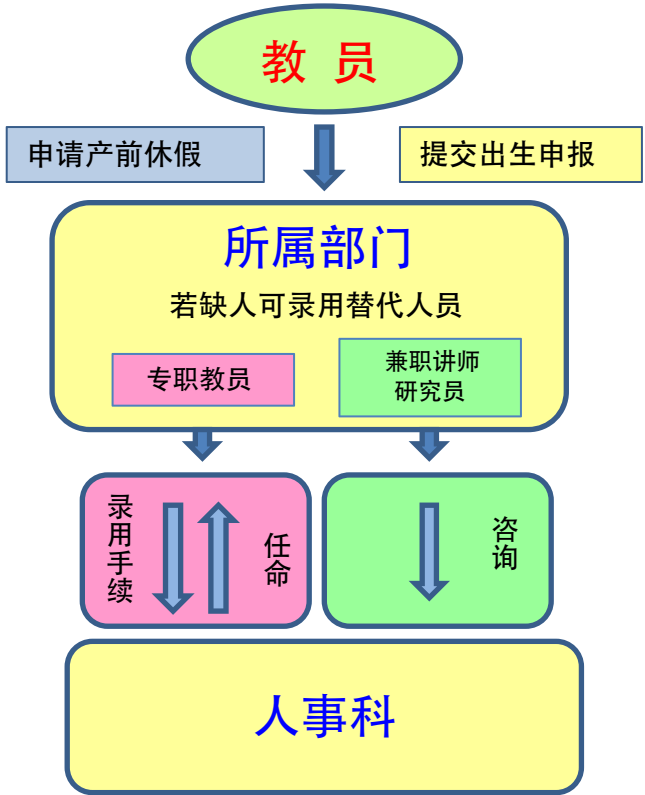 教 员
申请产前休假
提交出生申报
所属部门
若缺人可录用替代人员
专职教员
兼职讲师
研究员
录用手续
任命
咨询
人事科